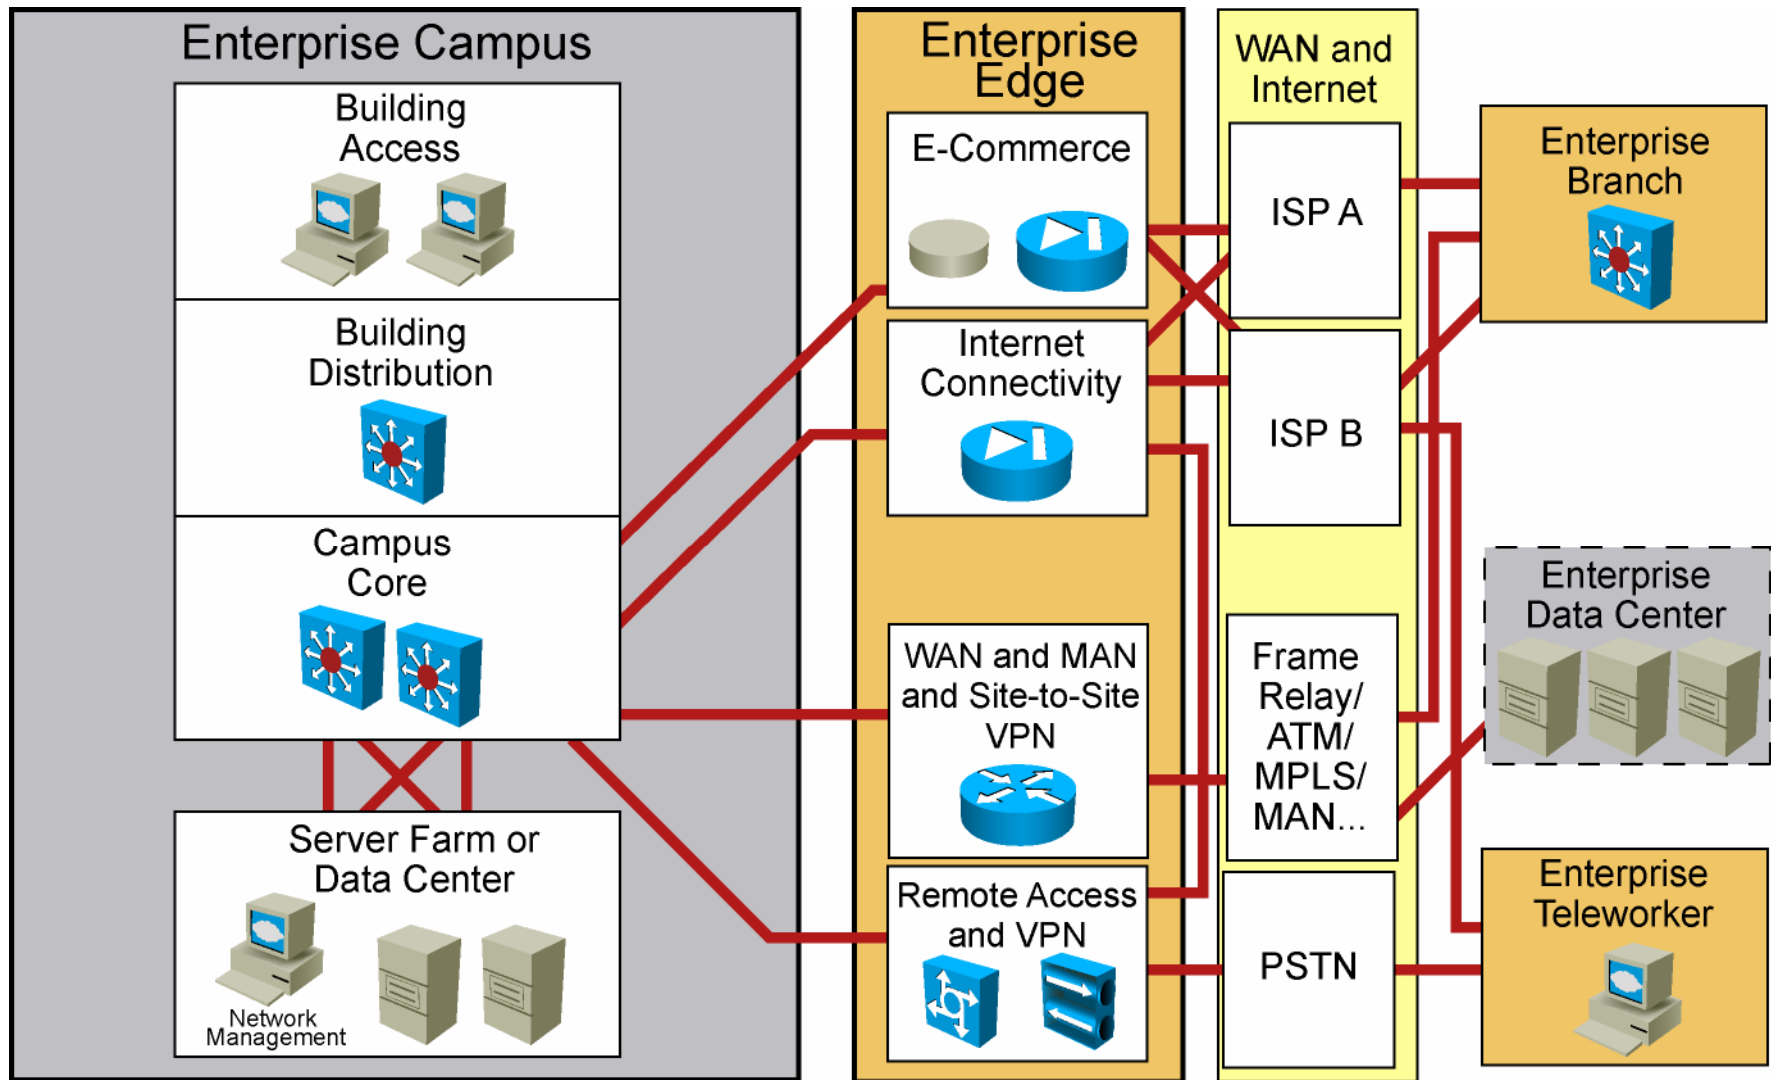 Enterprise Campus
Building
Access
Building
Distribution
Campus
Core
Server Farm or
Data Center
Network
Management
Enterprise
Edge
E-Commerce
Internet
Connectivity
WAN and MAN
and Site-to-Site
VPN
Remote Access
and VPN
WAN and
Internet
ISP A
ISP B
Frame
Relay/
ATM/
MPLS/
MAN...
PSTN
Enterprise
Branch
Enterprise
Data Center
Enterprise
Teleworker